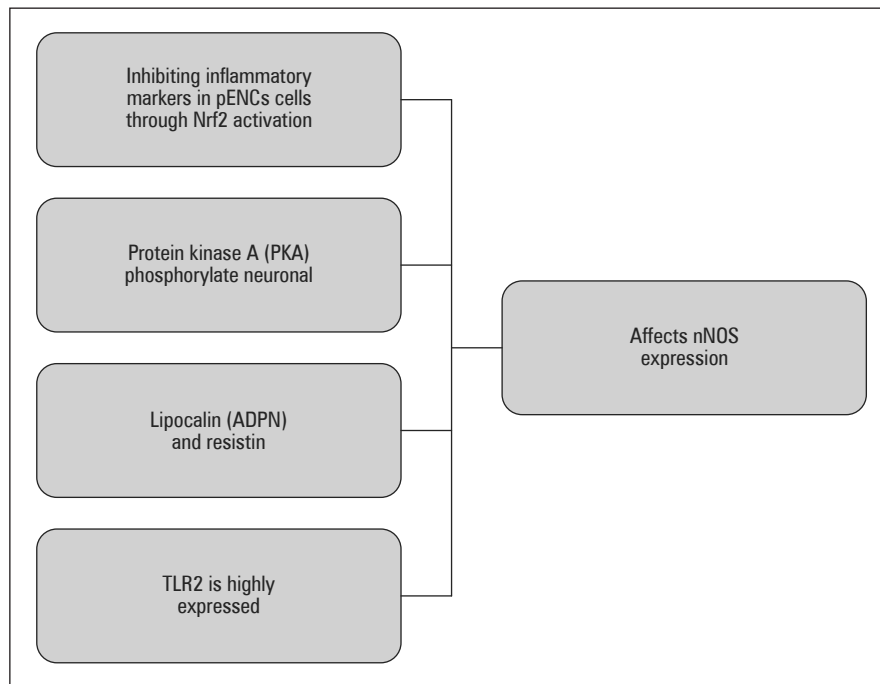 Inhibiting inflammatory
markers in pENCs cells
through Nrf2 activation
Protein kinase A (PKA)
phosphorylate neuronal
Lipocalin (ADPN)
and resistin
TLR2 is highly
expressed
Affects nNOS
expression